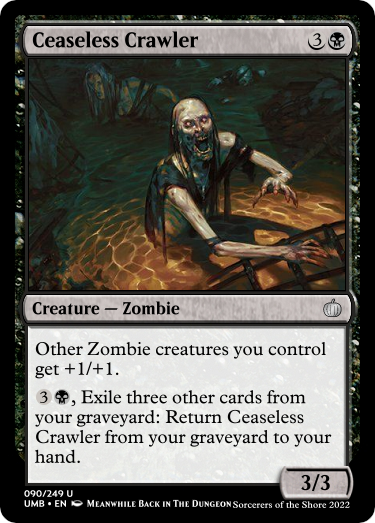 Ceaseless Crawler 3
Creature — Zombie
Other Zombie creatures you control
get +1/+1.
3, Exile three other cards from
your graveyard: Return Ceaseless
Crawler from your graveyard to your
hand.
3/3
090/249 U
UMB • EN Meanwhile Back in The Dungeon Sorcerers of the Shore 2022